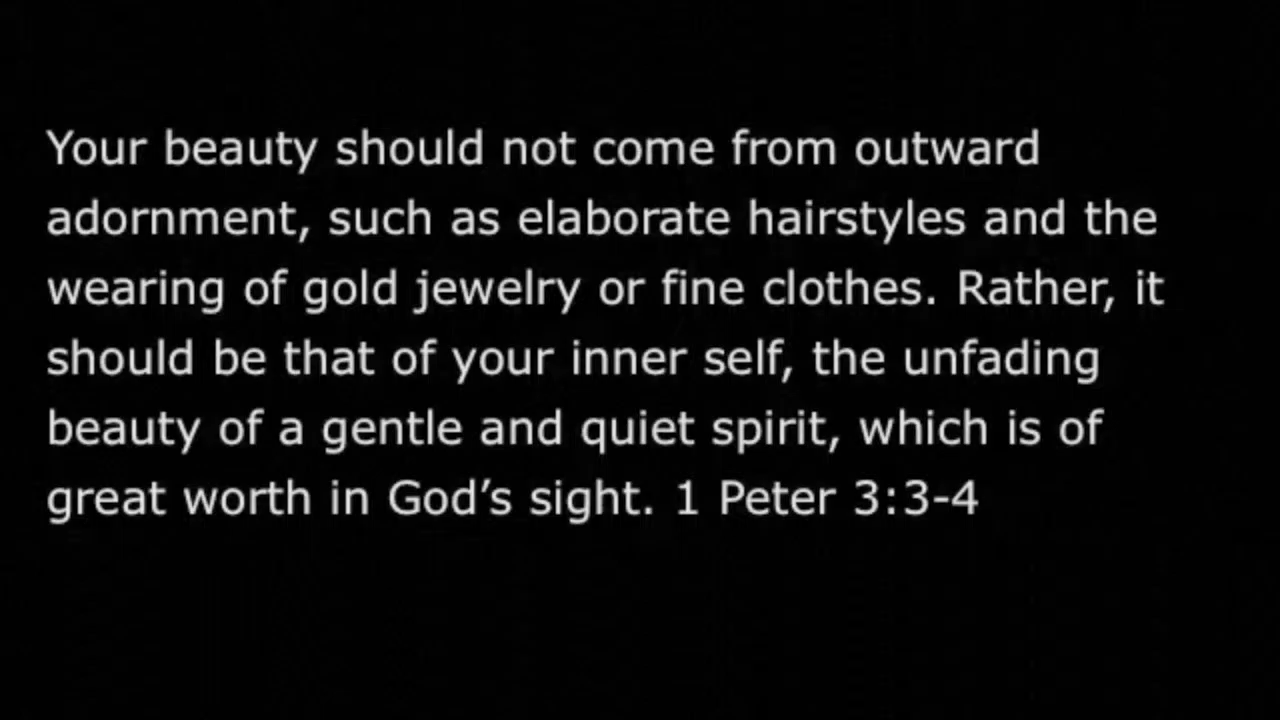 Your beauty should not come from outward
adornment, such as elaborate hairstyles and the
wearing of gold jewelry or fine clothes. Rather, it
should be that of your inner self, the unfading
beauty of a gentle and quiet spirit, which is of
great worth in God’s sight. 1 Peter 3:3-4